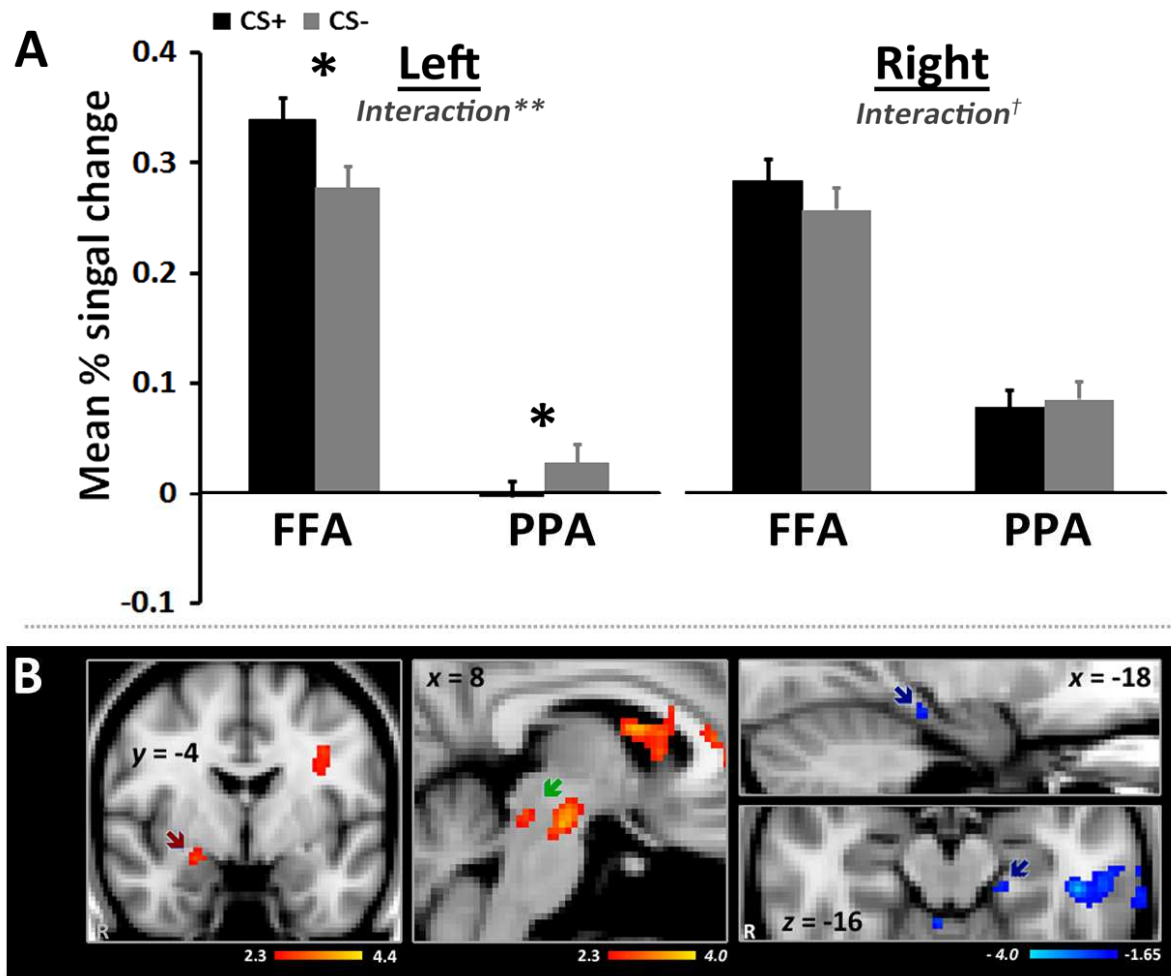 A
CS+ CS-
Left
Interaction**
Right
Interaction†
*
*
Mean % singal change
0.4
0.3
0.2
0.1
0
-0.1
FFA PPA FFA PPA
B
y = -4
R
2.3 4.4
x = 8
2.3 4.0
x = -18
z = -16
R
- 4.0 -1.65